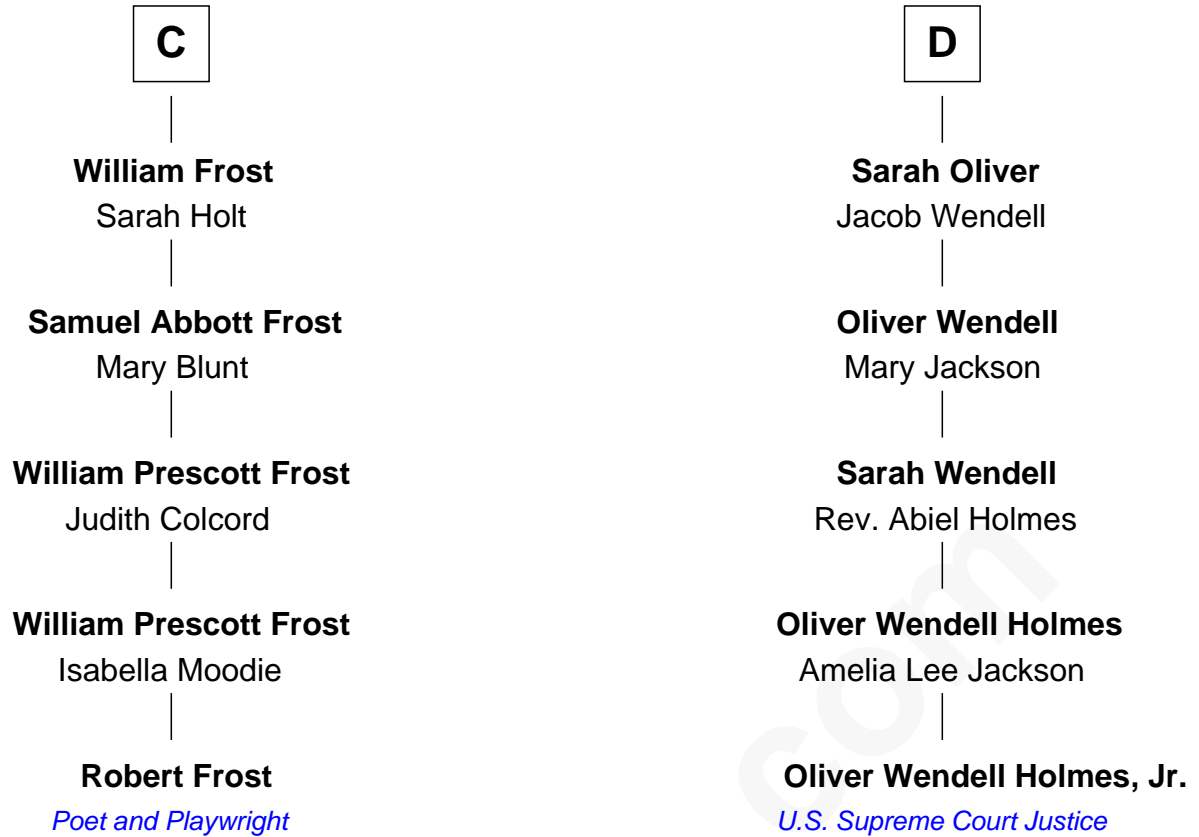 C
William Frost
Sarah Holt
Samuel Abbott Frost
Mary Blunt
William Prescott Frost
Judith Colcord
William Prescott Frost
Isabella Moodie
Robert Frost
Poet and Playwright
D
Sarah Oliver
Jacob Wendell
Oliver Wendell
Mary Jackson
Sarah Wendell
Rev. Abiel Holmes
Oliver Wendell Holmes
Amelia Lee Jackson
Oliver Wendell Holmes, Jr.
U.S. Supreme Court Justice
com